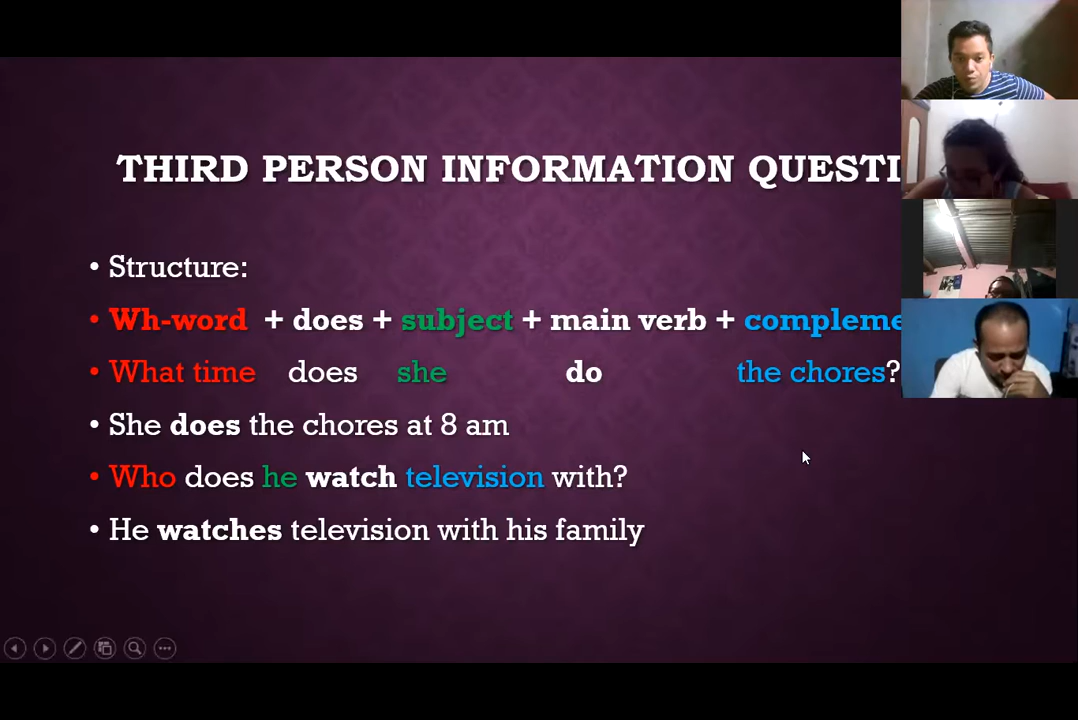 THIRD PERSON INFORMATION QUESTI
• Structure:
• Wh-word + does + subject + main verb + compleme
• What time does she do the chores?
• She does the chores at 8 am
• Who does he watch television with?
• He watches television with his family